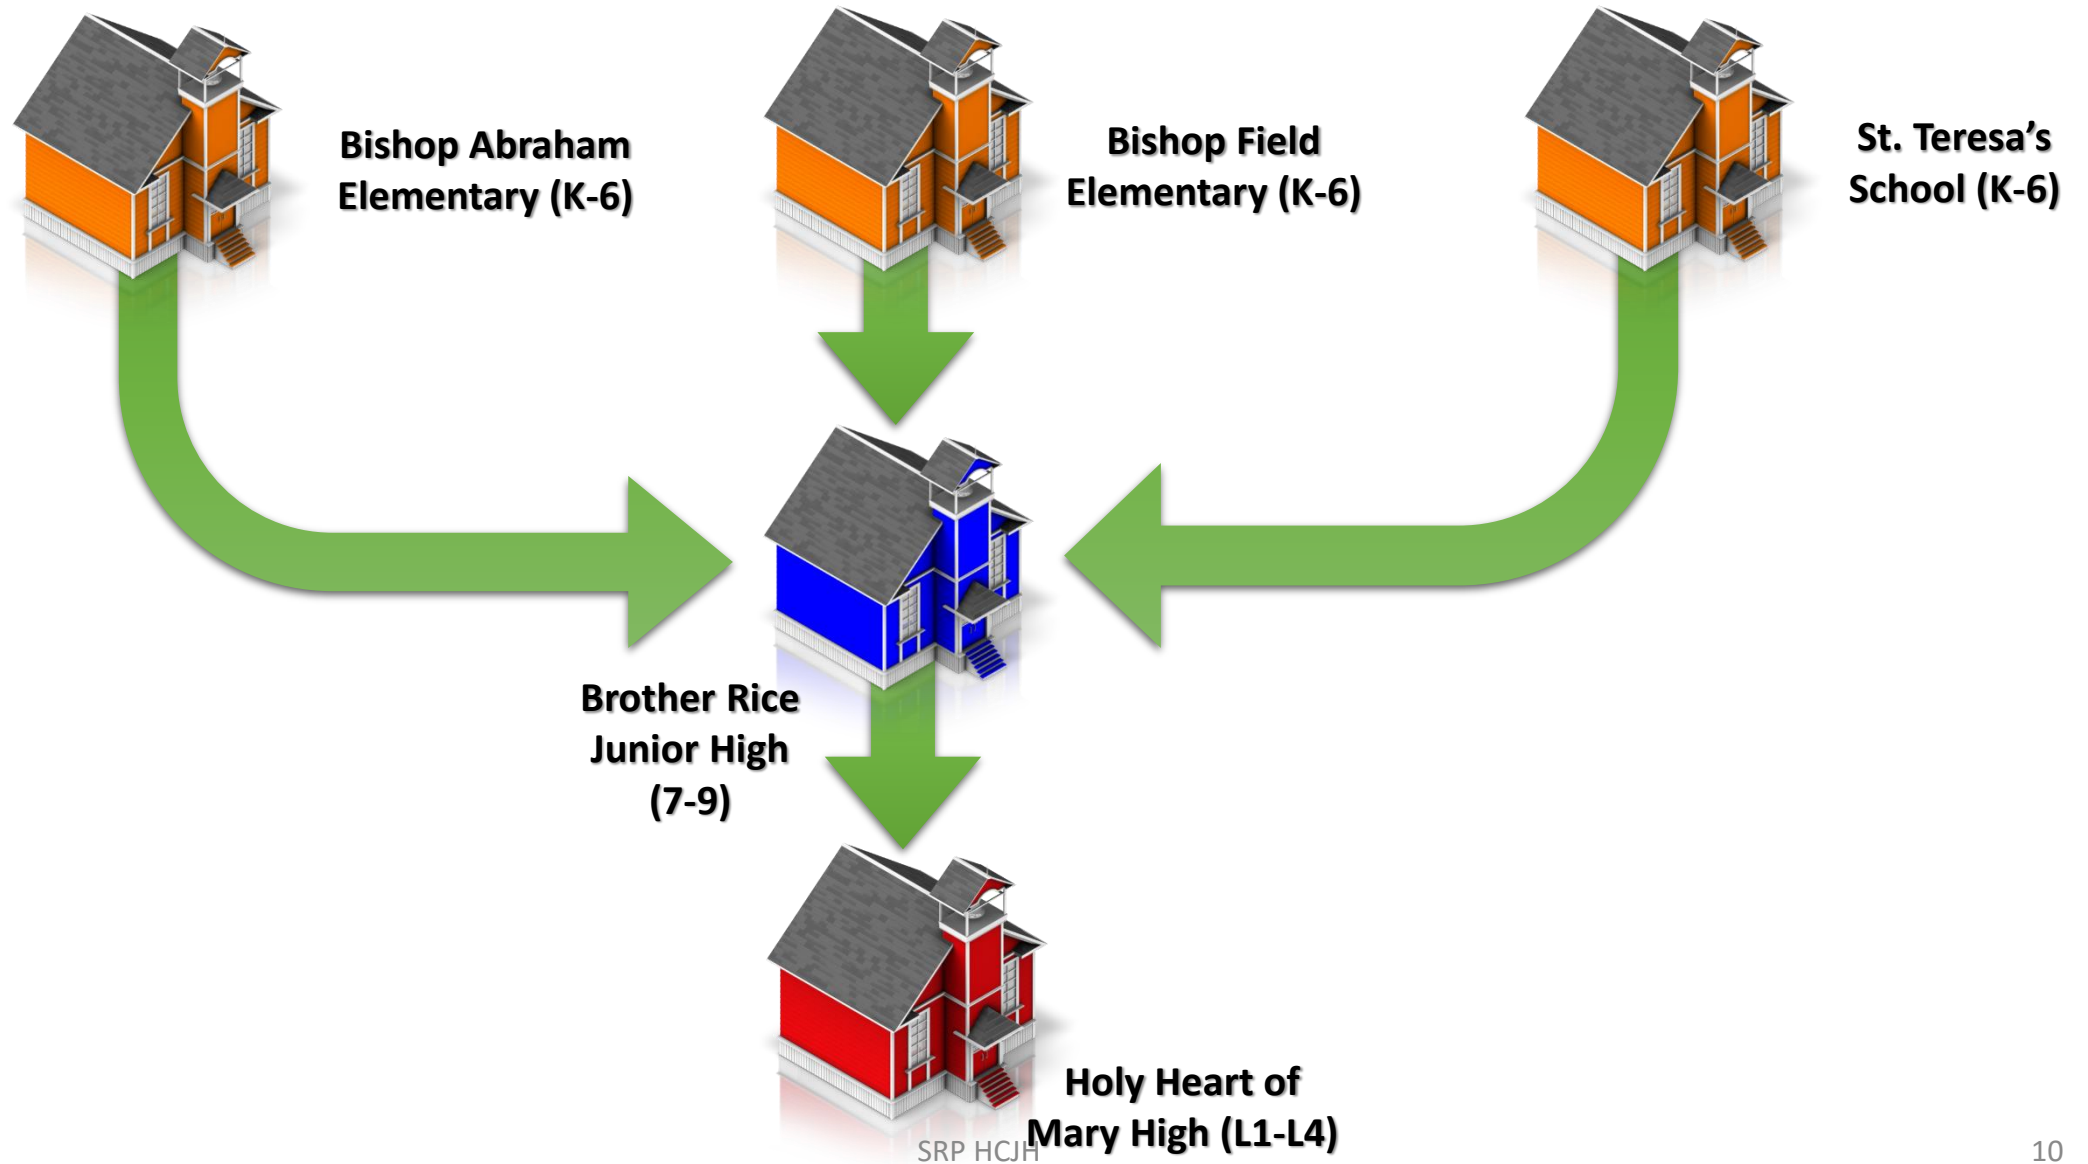 Bishop Abraham
Elementary (K-6)
Bishop Field
Elementary (K-6)
St. Teresa’s
School (K-6)
Brother Rice
Junior High
(7-9)
Holy Heart of
Mary High (L1-L4)
SRP HCJH
10